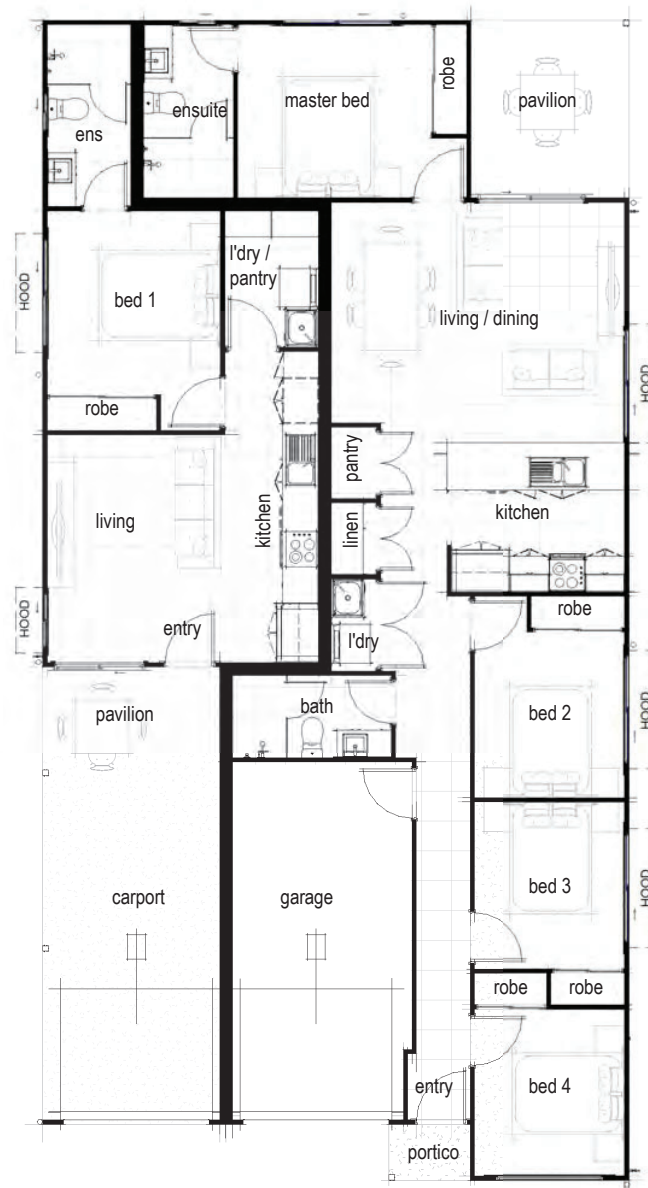 robe
master bed
pavilion
ensuite
ens
l'dry /
pantry
HOOD
bed 1
living / dining
HOOD
robe
pantry
living
linen
kitchen
kitchen
HOOD
entry
robe
l'dry
bath
pavilion
bed 2
HOOD
bed 3
HOOD
carport
garage
robe
robe
entry
bed 4
portico